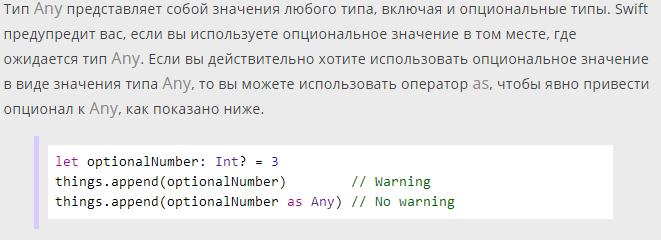 Тип Any представляет собой значения любого типа, включая и опциональные типы. Swift
предупредит вас, если вы используете опциональное значение в том месте, где
ожидается тип Any. Если вы действительно хотите использовать опциональное значение
в виде значения типа Any, то вы можете использовать оператор as, чтобы явно привести
опционал к Any, как показано ниже.
let optionalNumber: Int? = 3
things.append(optionalNumber)        // Warning
things.append(optionalNumber as Any) // No warning